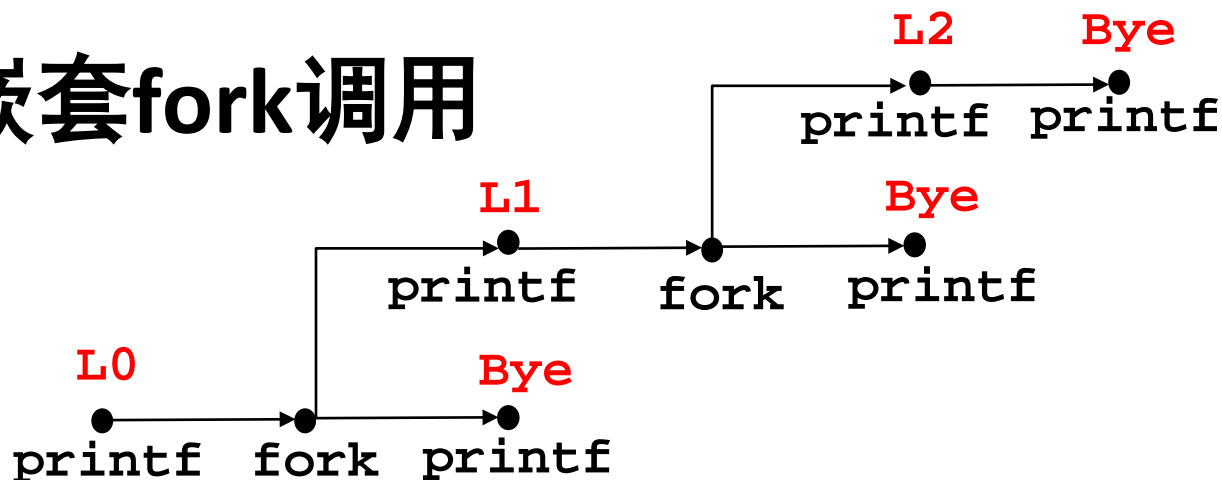 L2 Bye
套fork调用
printf printf
L1 Bye
printf fork printf
L0 Bye
printf fork printf